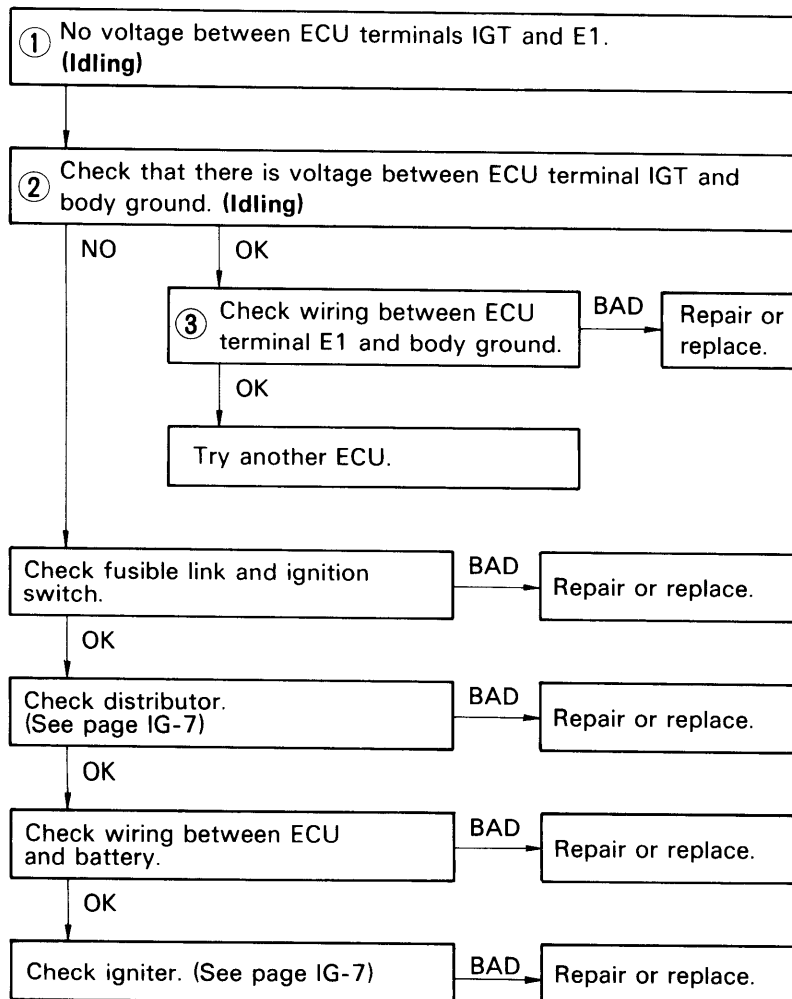 ① No voltage between ECU terminals IGT and E1.
(Idling)
② Check that there is voltage between ECU terminal IGT and
body ground. (Idling)
NO
OK
③ Check wiring between ECU
terminal E1 and body ground.
BAD
Repair or
replace.
OK
Try another ECU.
Check fusible link and ignition
switch.
BAD
Repair or replace.
OK
Check distributor.
(See page IG-7)
BAD
Repair or replace.
OK
Check wiring between ECU
and battery.
BAD
Repair or replace.
OK
Check igniter. (See page IG-7)
BAD
Repair or replace.